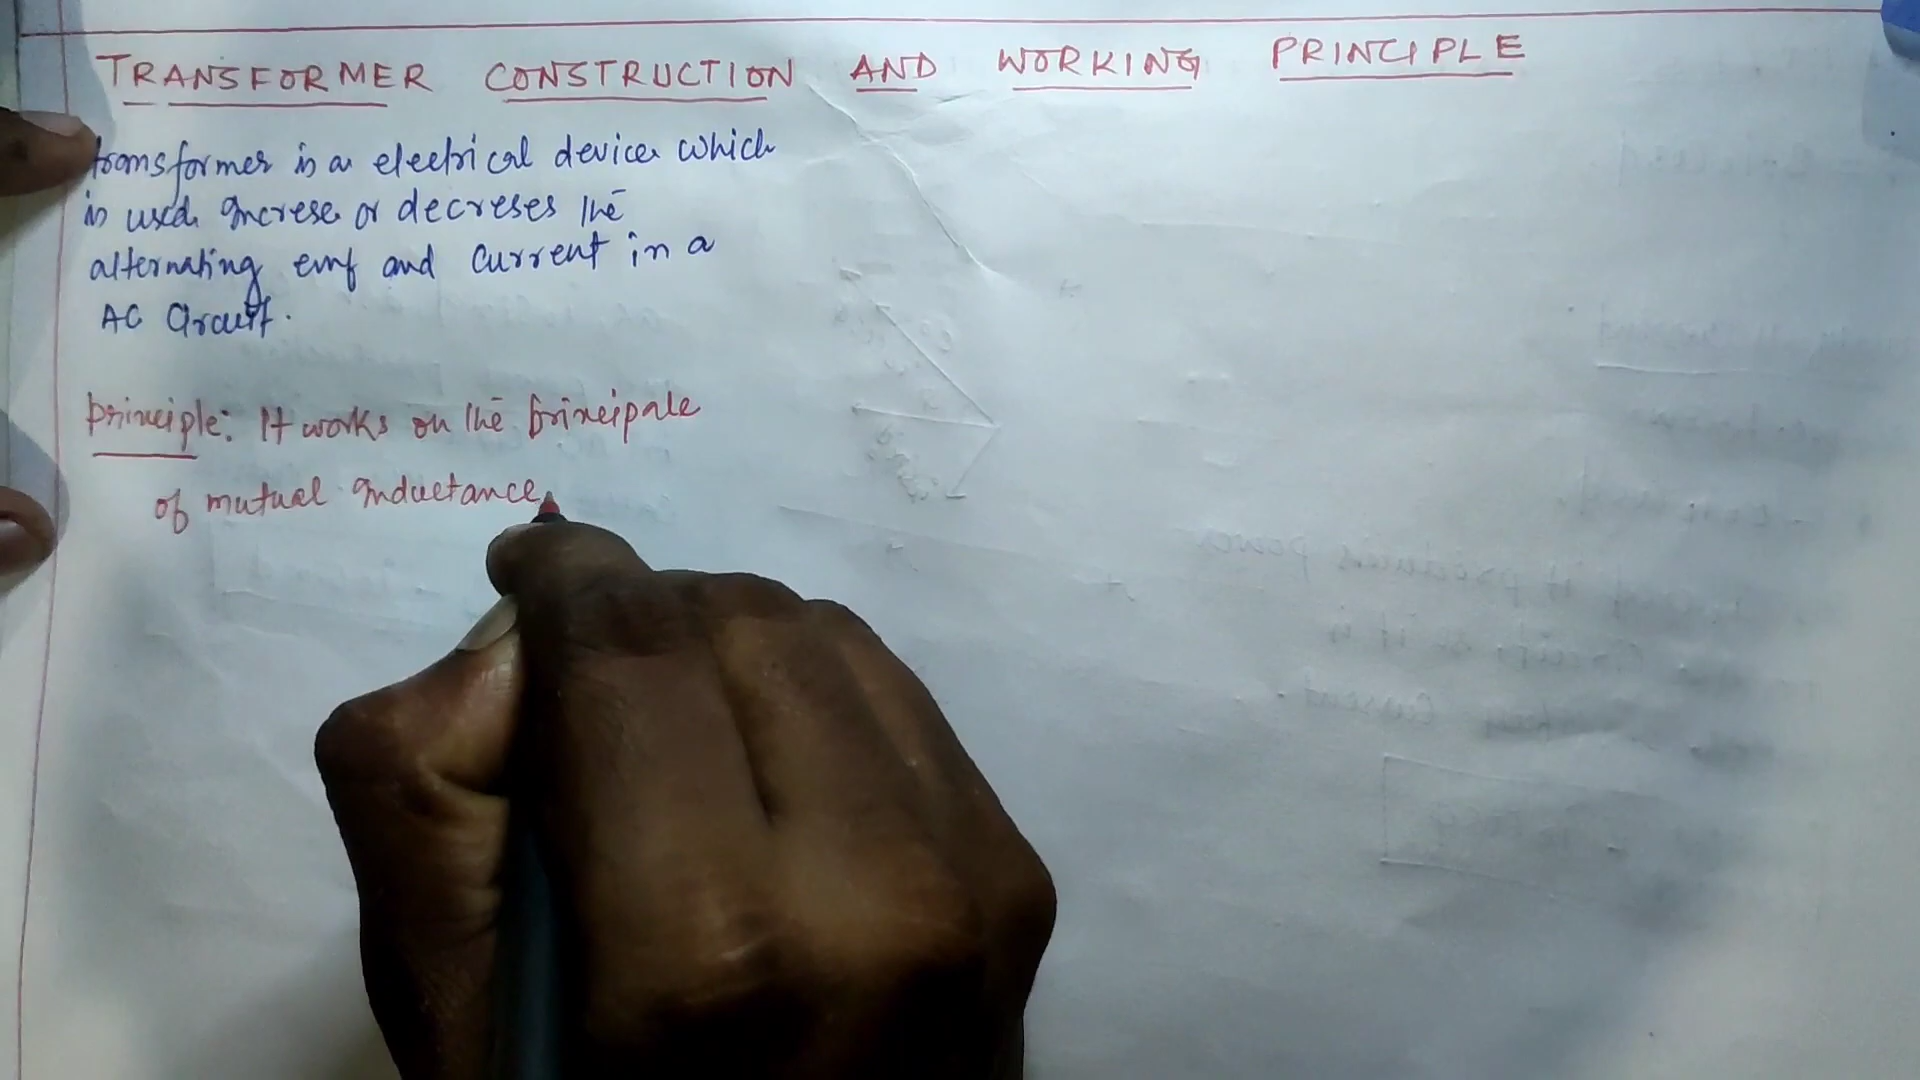 TRANSFORMER CONSTRUCTION AND WORKING PRINCIPLE
transformer is a electrical device which
is used increse or decreses the
alternating emf and current in a
AC Circuit.
principle: It works on the principale
of mutual inductance